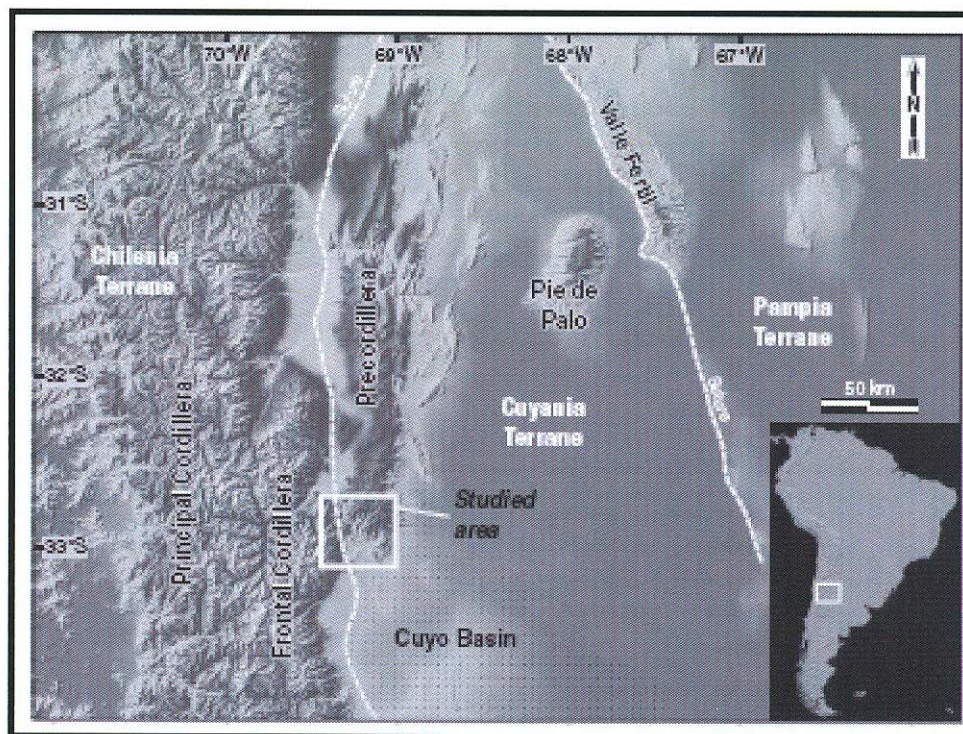 70°W
69°W
68°W
67°W
N
Valle Fertil
31°S
Chilenia
Terrane
Pie de
Palo
Pampia
Terrane
Precordillera
32°S
50 km
Cuyania
Terrane
Principal Cordillera
Frontal Cordillera
Studied
area
33°S
Cuyo Basin